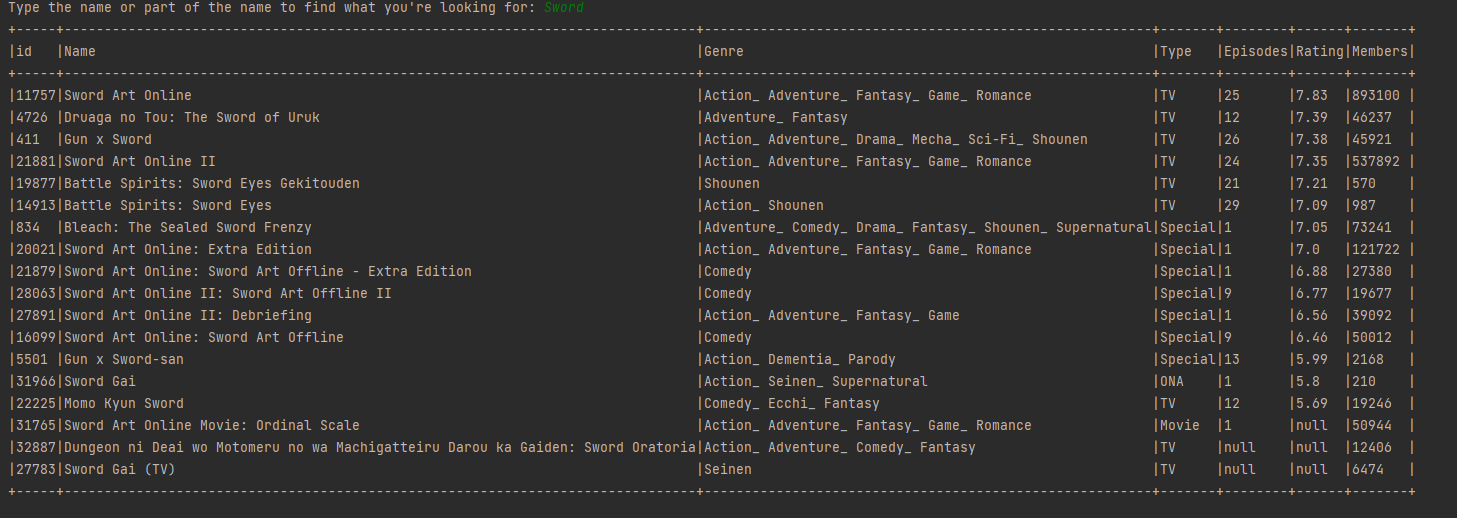 Type the name or part of the name to find what you're looking for: Sword
+-----+-------------------------------------------------------------------------------+--------------------------------------------------------+-------+--------+------+-------+
|id   |Name                                                                           |Genre                                                   |Type   |Episodes|Rating|Members|
+-----+-------------------------------------------------------------------------------+--------------------------------------------------------+-------+--------+------+-------+
|11757|Sword Art Online                                                               |Action_ Adventure_ Fantasy_ Game_ Romance               |TV     |25      |7.83  |893100 |
|4726 |Druaga no Tou: The Sword of Uruk                                               |Adventure_ Fantasy                                      |TV     |12      |7.39  |46237  |
|411  |Gun x Sword                                                                    |Action_ Adventure_ Drama_ Mecha_ Sci-Fi_ Shounen        |TV     |26      |7.38  |45921  |
|21881|Sword Art Online II                                                            |Action_ Adventure_ Fantasy_ Game_ Romance               |TV     |24      |7.35  |537892 |
|19877|Battle Spirits: Sword Eyes Gekitouden                                          |Shounen                                                 |TV     |21      |7.21  |570    |
|14913|Battle Spirits: Sword Eyes                                                     |Action_ Shounen                                         |TV     |29      |7.09  |987    |
|834  |Bleach: The Sealed Sword Frenzy                                                |Adventure_ Comedy_ Drama_ Fantasy_ Shounen_ Supernatural|Special|1       |7.05  |73241  |
|20021|Sword Art Online: Extra Edition                                                |Action_ Adventure_ Fantasy_ Game_ Romance               |Special|1       |7.0   |121722 |
|21879|Sword Art Online: Sword Art Offline - Extra Edition                            |Comedy                                                  |Special|1       |6.88  |27380  |
|28063|Sword Art Online II: Sword Art Offline II                                      |Comedy                                                  |Special|9       |6.77  |19677  |
|27891|Sword Art Online II: Debriefing                                                |Action_ Adventure_ Fantasy_ Game                        |Special|1       |6.56  |39092  |
|16099|Sword Art Online: Sword Art Offline                                            |Comedy                                                  |Special|9       |6.46  |50012  |
|5501 |Gun x Sword-san                                                                |Action_ Dementia_ Parody                                |Special|13      |5.99  |2168   |
|31966|Sword Gai                                                                      |Action_ Seinen_ Supernatural                            |ONA    |1       |5.8   |210    |
|22225|Momo Kyun Sword                                                                |Comedy_ Ecchi_ Fantasy                                  |TV     |12      |5.69  |19246  |
|31765|Sword Art Online Movie: Ordinal Scale                                          |Action_ Adventure_ Fantasy_ Game_ Romance               |Movie  |1       |null  |50944  |
|32887|Dungeon ni Deai wo Motomeru no wa Machigatteiru Darou ka Gaiden: Sword Oratoria|Action_ Adventure_ Comedy_ Fantasy                      |TV     |null    |null  |12406  |
|27783|Sword Gai (TV)                                                                 |Seinen                                                  |TV     |null    |null  |6474   |
+-----+-------------------------------------------------------------------------------+--------------------------------------------------------+-------+--------+------+-------+